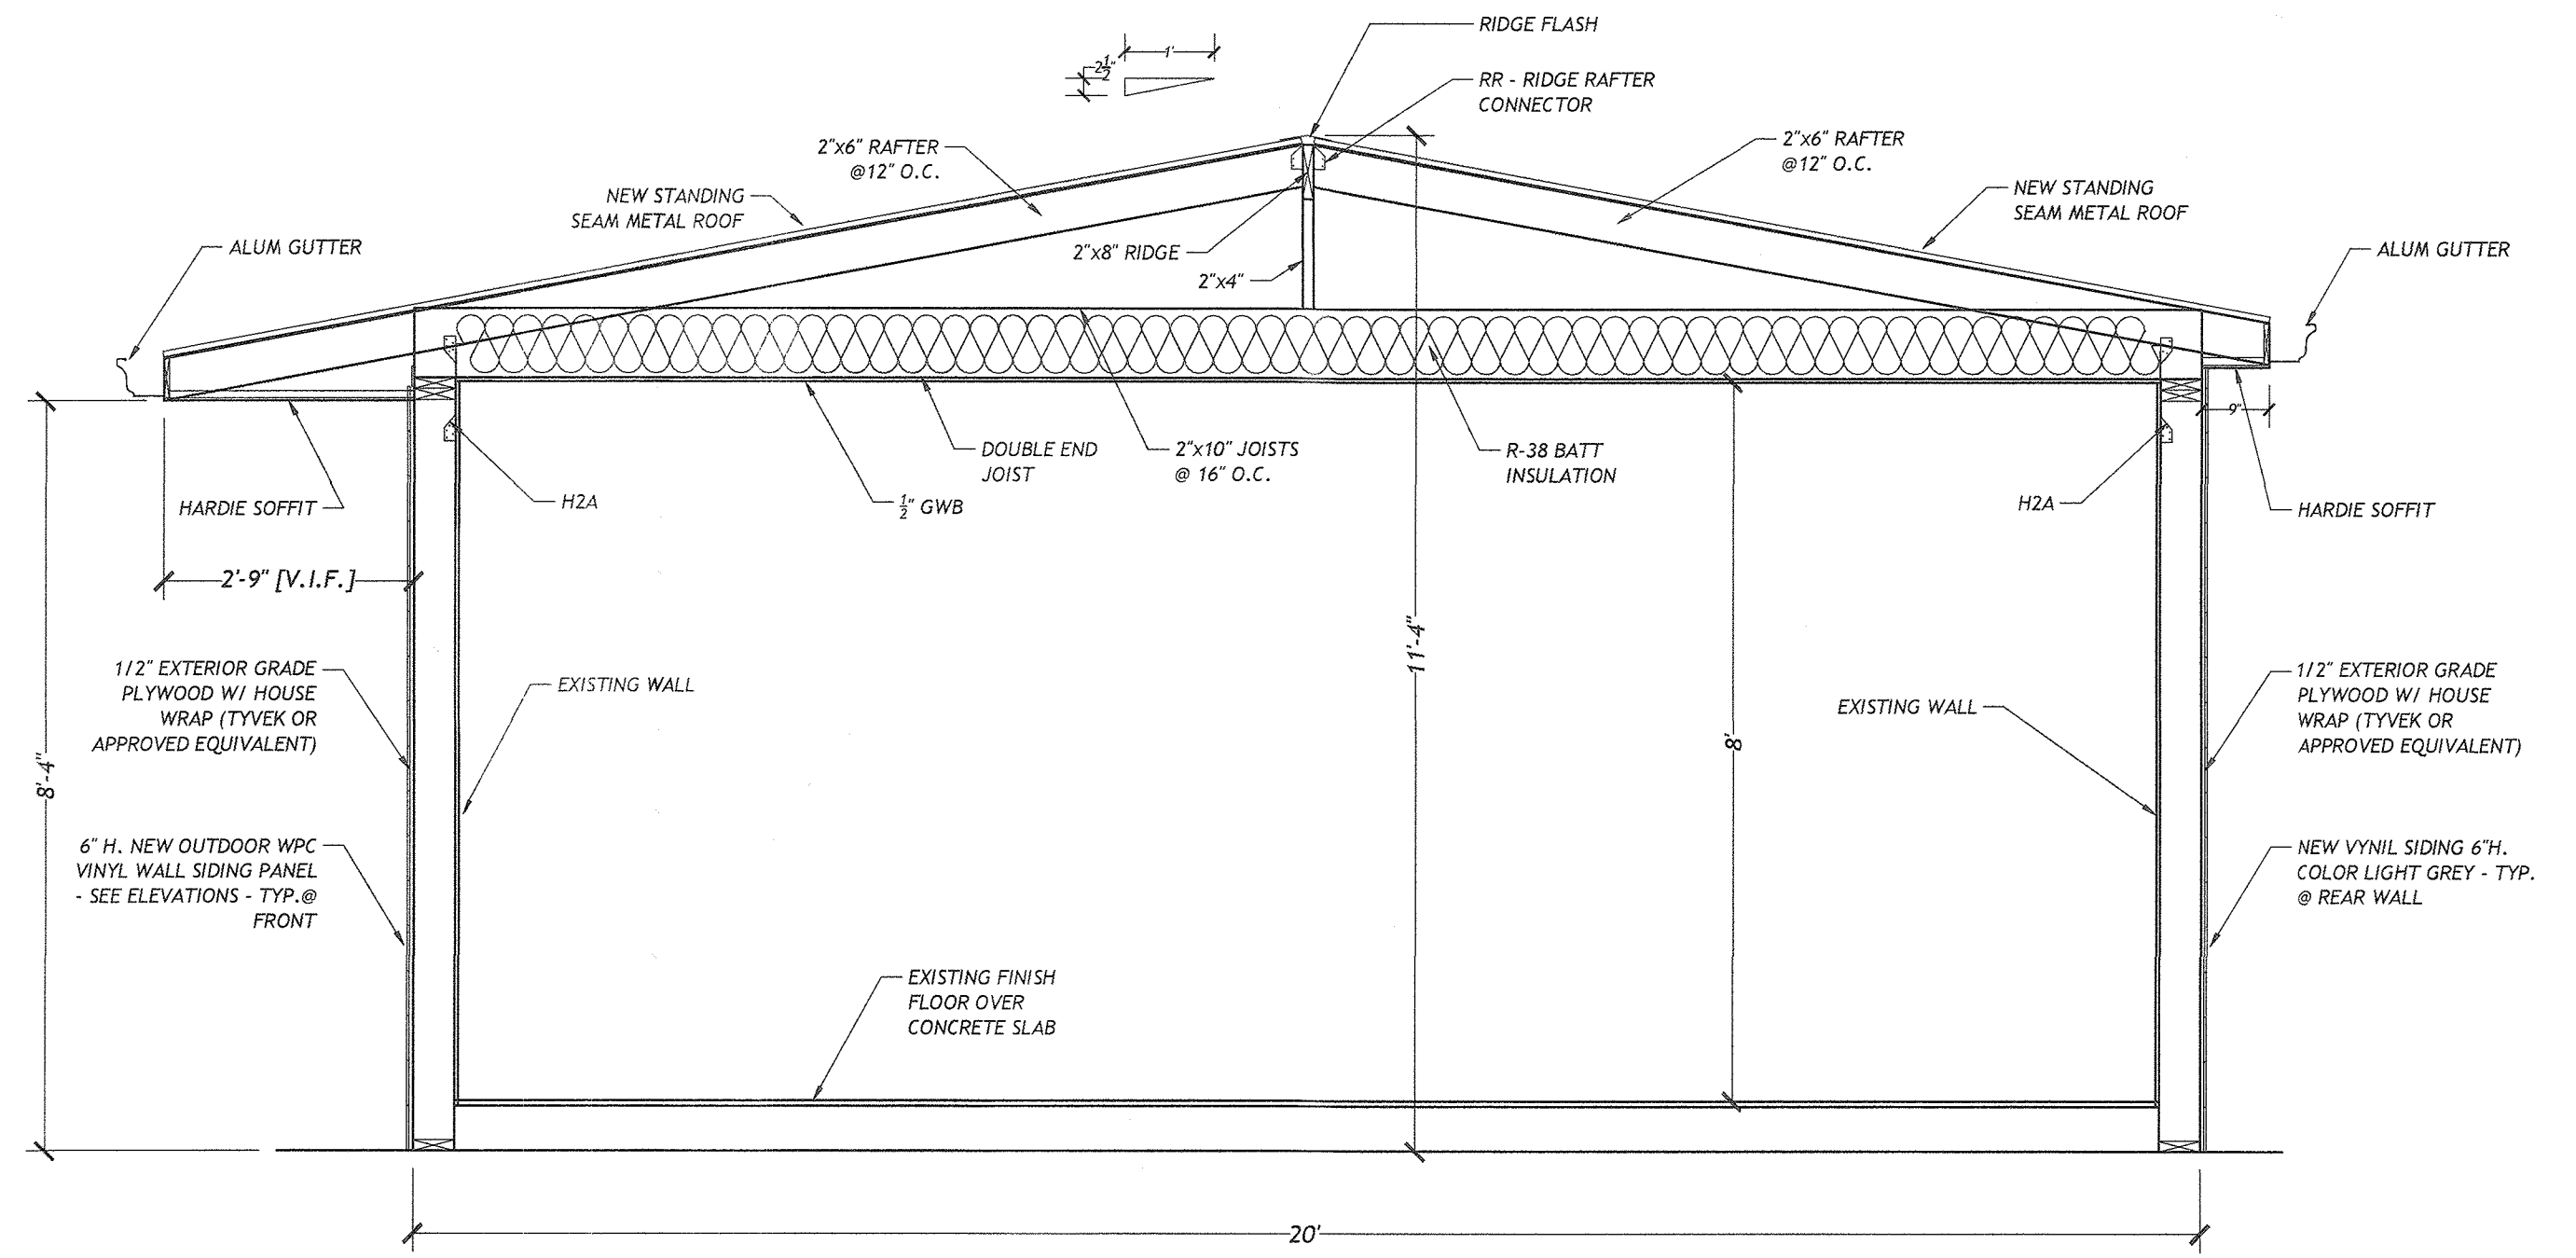 RIDGE FLASH
1'
2 1/2"
RR - RIDGE RAFTER
CONNECTOR
2"x6" RAFTER
@12" O.C.
2"x6" RAFTER
@12" O.C.
NEW STANDING
SEAM METAL ROOF
NEW STANDING
SEAM METAL ROOF
ALUM GUTTER
ALUM GUTTER
2"x8" RIDGE
2"x4"
9"
DOUBLE END
JOIST
2"x10" JOISTS
@ 16" O.C.
R-38 BATT
INSULATION
HARDIE SOFFIT
H2A
1/2" GWB
H2A
HARDIE SOFFIT
2'-9" [V.I.F.]
11'-4"
1/2" EXTERIOR GRADE
PLYWOOD W/ HOUSE
WRAP (TYVEK OR
APPROVED EQUIVALENT)
EXISTING WALL
EXISTING WALL
1/2" EXTERIOR GRADE
PLYWOOD W/ HOUSE
WRAP (TYVEK OR
APPROVED EQUIVALENT)
8'-4"
8'
6" H. NEW OUTDOOR WPC
VINYL WALL SIDING PANEL
- SEE ELEVATIONS - TYP.@
FRONT
NEW VYNIL SIDING 6"H.
COLOR LIGHT GREY - TYP.
@ REAR WALL
EXISTING FINISH
FLOOR OVER
CONCRETE SLAB
20'